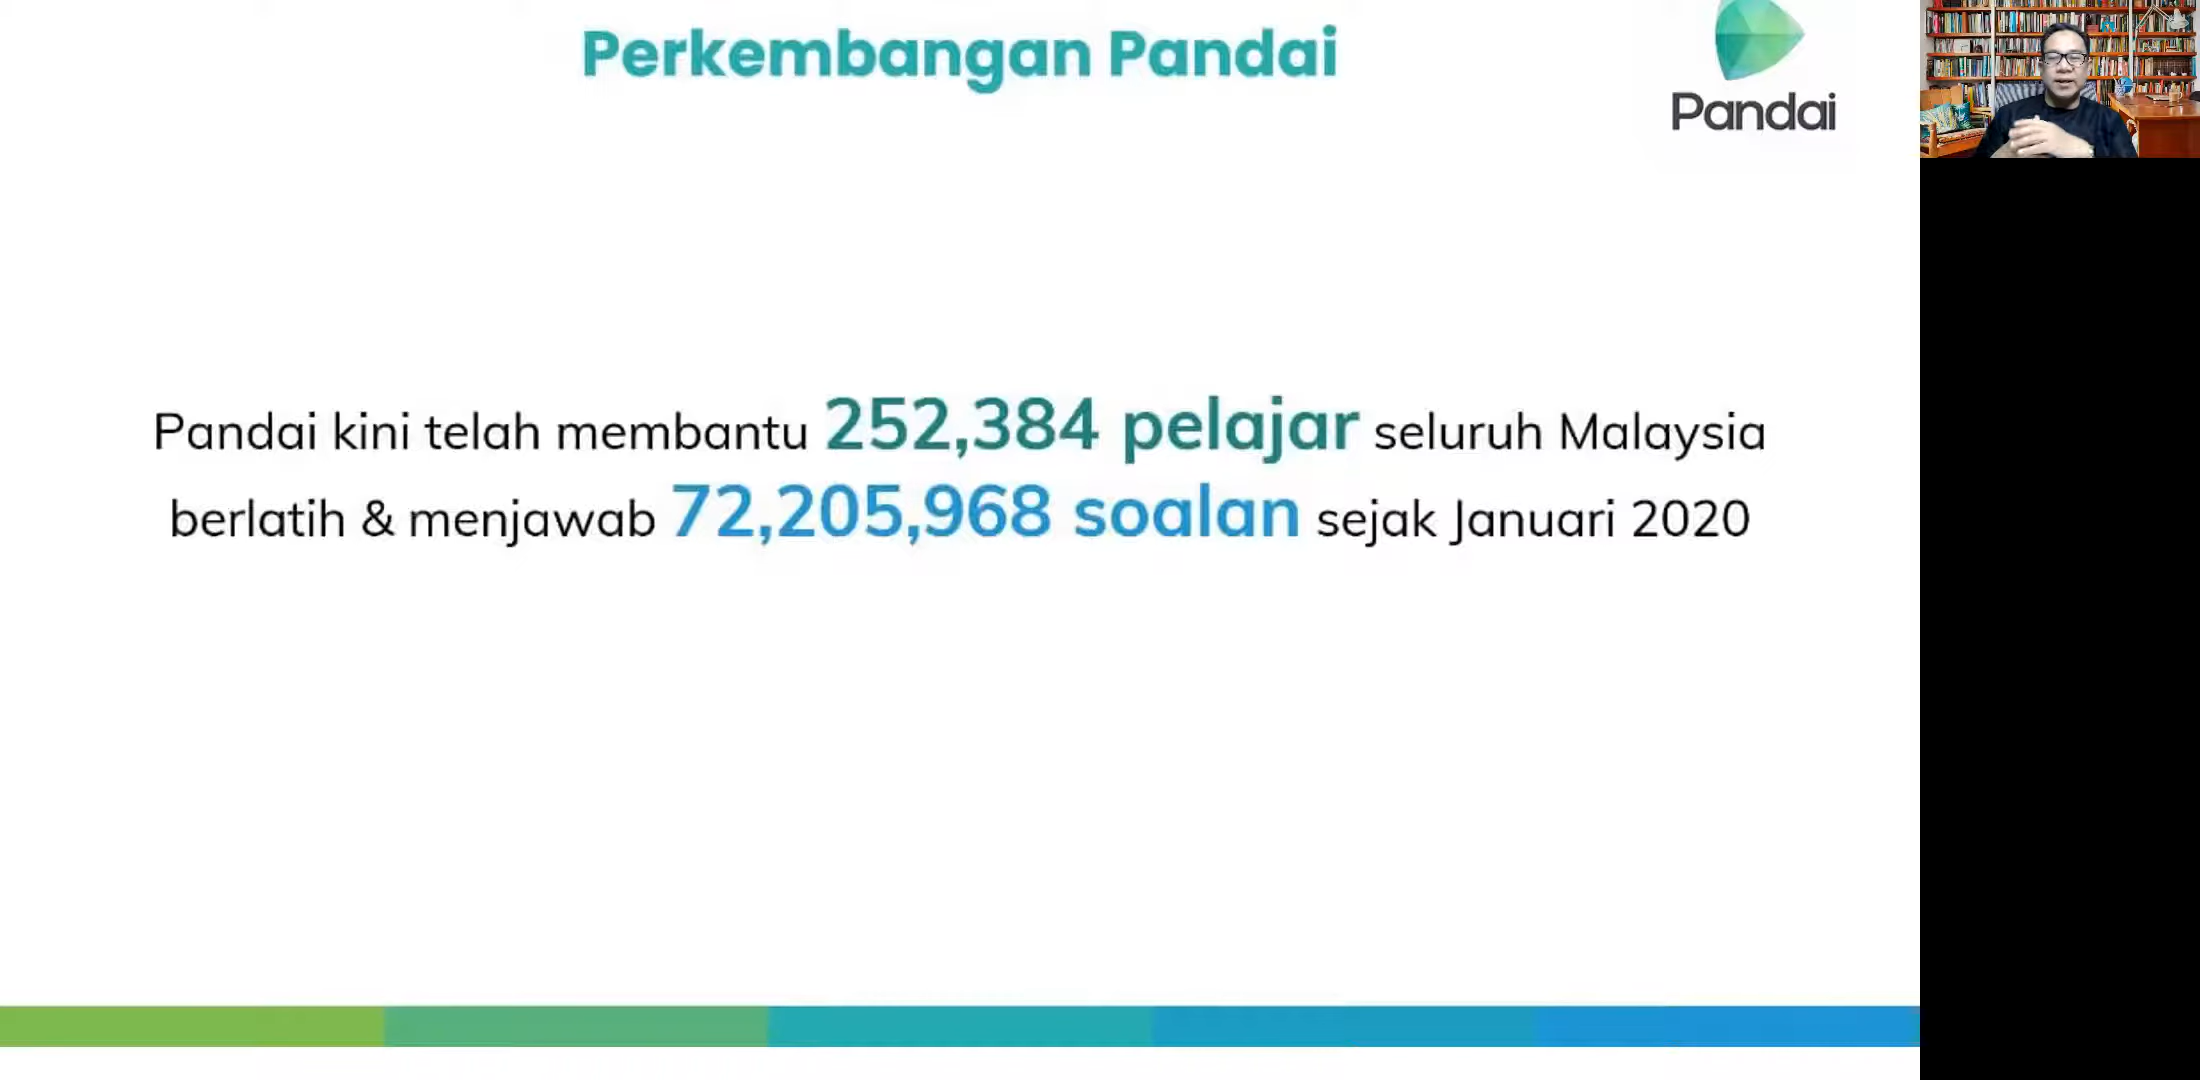 Perkembangan Pandai
Pandai
Pandai kini telah membantu 252,384 pelajar seluruh Malaysia
berlatih & menjawab 72,205,968 soalan sejak Januari 2020